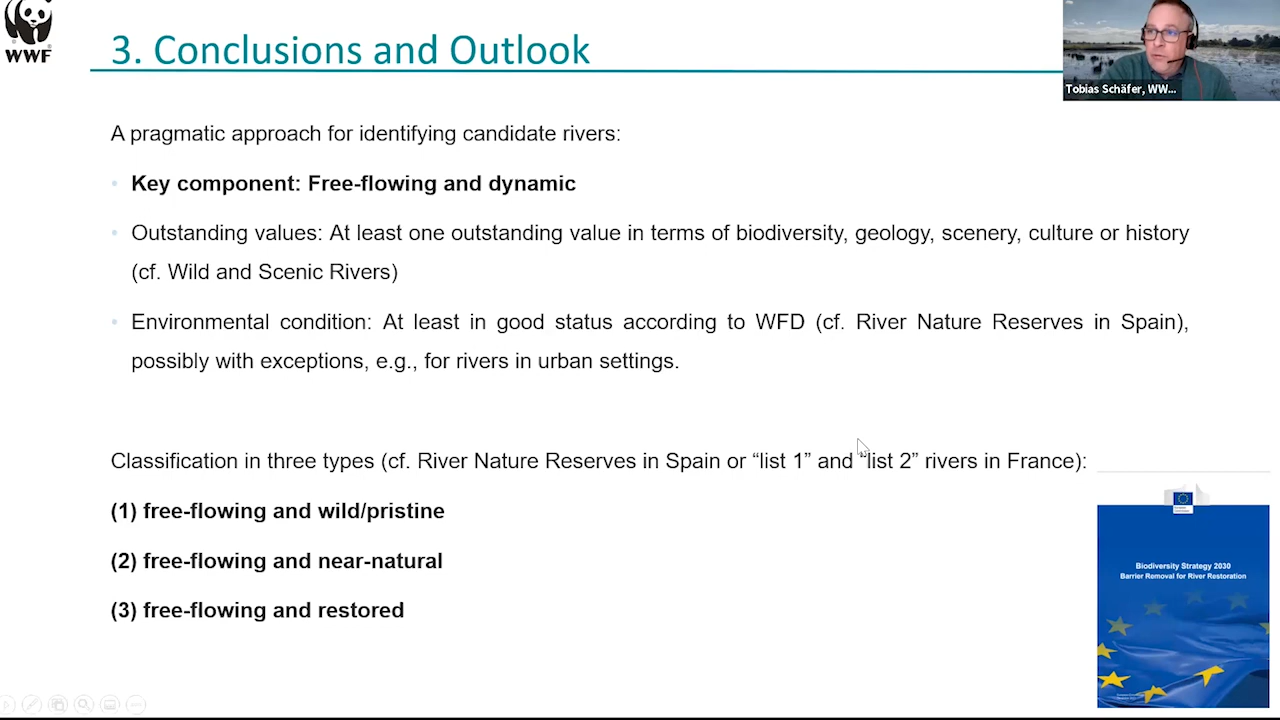 WWF
3. Conclusions and Outlook
Tobias Schäfer, WW...
A pragmatic approach for identifying candidate rivers:
Key component: Free-flowing and dynamic
Outstanding values: At least one outstanding value in terms of biodiversity, geology, scenery, culture or history
(cf. Wild and Scenic Rivers)
Environmental condition: At least in good status according to WFD (cf. River Nature Reserves in Spain),
possibly with exceptions, e.g., for rivers in urban settings.
Classification in three types (cf. River Nature Reserves in Spain or “list 1” and “list 2” rivers in France):
(1) free-flowing and wild/pristine
(2) free-flowing and near-natural
(3) free-flowing and restored
Biodiversity Strategy 2030
Barrier Removal for River Restoration